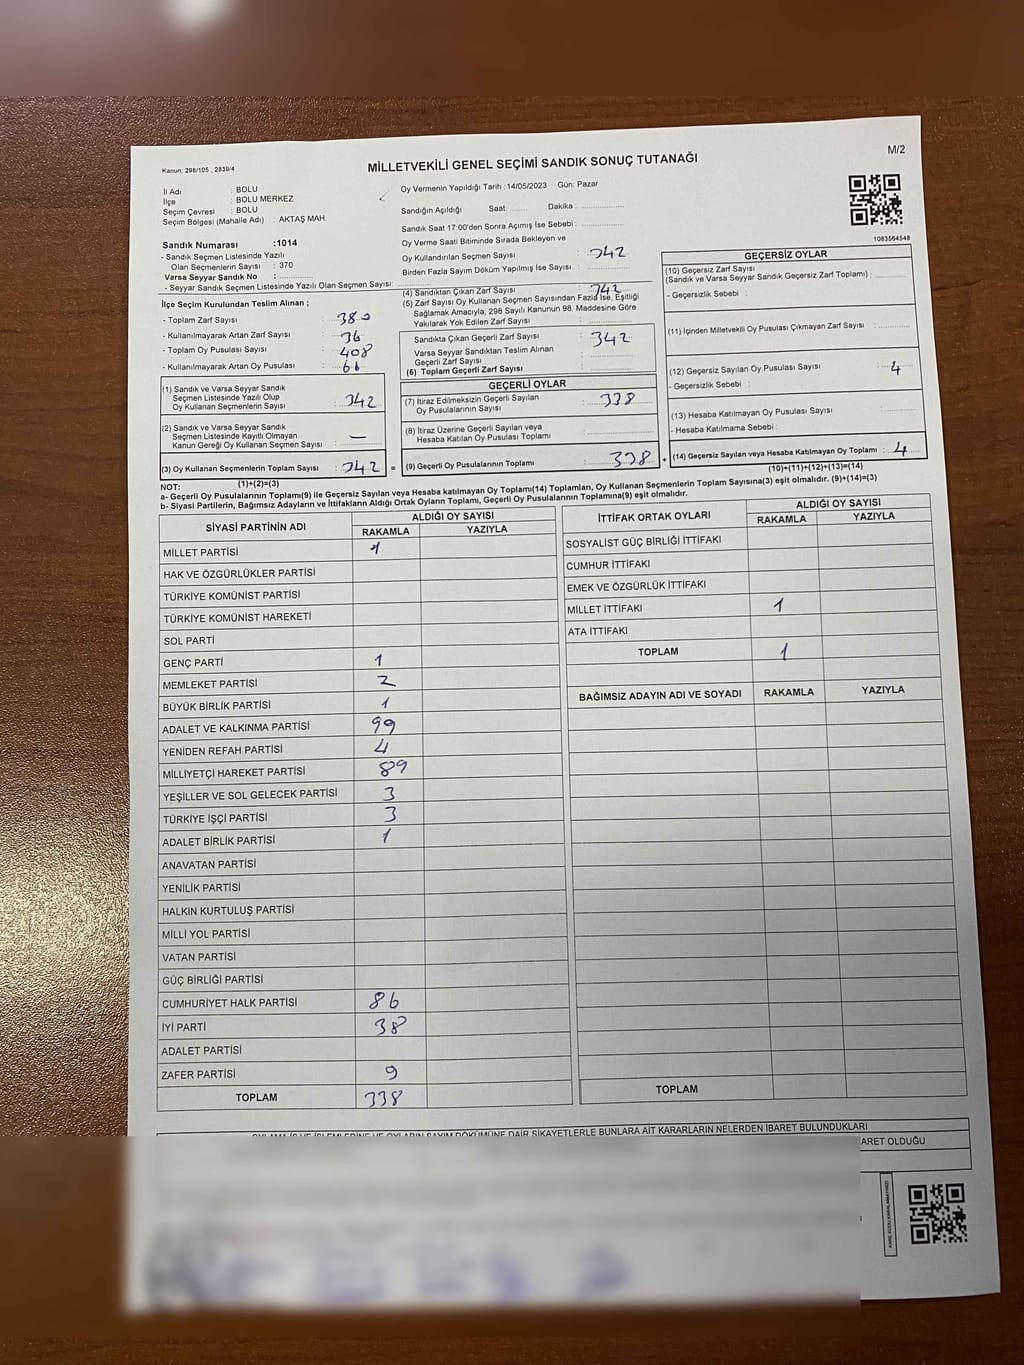 Kanun: 298/105 , 2839/4
MİLLETVEKİLİ GENEL SEÇİMİ SANDIK SONUÇ TUTANAĞI
M/2
İl Adı : BOLU
İlçe : BOLU MERKEZ
Seçim Çevresi : BOLU
Seçim Bölgesi (Mahalle Adı) : AKTAŞ MAH.
Sandık Numarası :1014
- Sandık Seçmen Listesinde Yazılı
Olan Seçmenlerin Sayısı : 370
Varsa Seyyar Sandık No :
- Seyyar Sandık Seçmen Listesinde Yazılı Olan Seçmen Sayısı:
Oy Vermenin Yapıldığı Tarih :14/05/2023 Gün: Pazar
Sandığın Açıldığı Saat: Dakika :
Sandık Saat 17:00'den Sonra Açımış İse Sebebi :
Oy Verme Saati Bitiminde Sırada Bekleyen ve
Oy Kullandırılan Seçmen Sayısı : 342
Birden Fazla Sayım Döküm Yapılmış İse Sayısı :
1083564548
İlçe Seçim Kurulundan Teslim Alınan ;
- Toplam Zarf Sayısı : 380
- Kullanılmayarak Artan Zarf Sayısı : 36
- Toplam Oy Pusulası Sayısı : 408
- Kullanılmayarak Artan Oy Pusulası : 61
(1) Sandık ve Varsa Seyyar Sandık
Seçmen Listesinde Yazılı Olup
Oy Kullanan Seçmenlerin Sayısı : 342
(2) Sandık ve Varsa Seyyar Sandık
Seçmen Listesinde Kayıtlı Olmayan
Kanun Gereği Oy Kullanan Seçmen Sayısı : —
(3) Oy Kullanan Seçmenlerin Toplam Sayısı : 342 =
(1)+(2)=(3)
(4) Sandıktan Çıkan Zarf Sayısı : 342
(5) Zarf Sayısı Oy Kullanan Seçmen Sayısından Fazla İse, Eşitliği
Sağlamak Amacıyla; 298 Sayılı Kanunun 98. Maddesine Göre
Yakılarak Yok Edilen Zarf Sayısı :
Sandıkta Çıkan Geçerli Zarf Sayısı : 342
Varsa Seyyar Sandıktan Teslim Alınan
Geçerli Zarf Sayısı :
(6) Toplam Geçerli Zarf Sayısı :
GEÇERLİ OYLAR
(7) İtiraz Edilmeksizin Geçerli Sayılan
Oy Pusulalarının Sayısı : 338
(8) İtiraz Üzerine Geçerli Sayılan veya
Hesaba Katılan Oy Pusulası Toplamı :
(9) Geçerli Oy Pusulalarının Toplamı : 338 +
GEÇERSİZ OYLAR
(10) Geçersiz Zarf Sayısı
(Sandık ve Varsa Seyyar Sandık Geçersiz Zarf Toplamı) :
- Geçersizlik Sebebi :
(11) İçinden Milletvekili Oy Pusulası Çıkmayan Zarf Sayısı :
(12) Geçersiz Sayılan Oy Pusulası Sayısı : 4
- Geçersizlik Sebebi :
(13) Hesaba Katılmayan Oy Pusulası Sayısı :
- Hesaba Katılmama Sebebi :
(14) Geçersiz Sayılan veya Hesaba Katılmayan Oy Toplamı : 4
(10)+(11)+(12)+(13)=(14)
NOT:
a- Geçerli Oy Pusulalarının Toplamı(9) ile Geçersiz Sayılan veya Hesaba katılmayan Oy Toplamı(14) Toplamları, Oy Kullanan Seçmenlerin Toplam Sayısına(3) eşit olmalıdır. (9)+(14)=(3)
b- Siyasi Partilerin, Bağımsız Adayların ve İttifakların Aldığı Ortak Oyların Toplamı, Geçerli Oy Pusulalarının Toplamına(9) eşit olmalıdır.
SİYASİ PARTİNİN ADI
ALDIĞI OY SAYISI
RAKAMLA YAZIYLA
MİLLET PARTİSİ 1
HAK VE ÖZGÜRLÜKLER PARTİSİ
TÜRKİYE KOMÜNİST PARTİSİ
TÜRKİYE KOMÜNİST HAREKETİ
SOL PARTİ
GENÇ PARTİ 1
MEMLEKET PARTİSİ 2
BÜYÜK BİRLİK PARTİSİ 1
ADALET VE KALKINMA PARTİSİ 99
YENİDEN REFAH PARTİSİ 4
MİLLİYETÇİ HAREKET PARTİSİ 89
YEŞİLLER VE SOL GELECEK PARTİSİ 3
TÜRKİYE İŞÇİ PARTİSİ 3
ADALET BİRLİK PARTİSİ 1
ANAVATAN PARTİSİ
YENİLİK PARTİSİ
HALKIN KURTULUŞ PARTİSİ
MİLLİ YOL PARTİSİ
VATAN PARTİSİ
GÜÇ BİRLİĞİ PARTİSİ
CUMHURİYET HALK PARTİSİ 86
İYİ PARTİ 38
ADALET PARTİSİ
ZAFER PARTİSİ 9
TOPLAM 338
İTTİFAK ORTAK OYLARI
ALDIĞI OY SAYISI
RAKAMLA YAZIYLA
SOSYALİST GÜÇ BİRLİĞİ İTTİFAKI
CUMHUR İTTİFAKI
EMEK VE ÖZGÜRLÜK İTTİFAKI
MİLLET İTTİFAKI 1
ATA İTTİFAKI
TOPLAM 1
BAĞIMSIZ ADAYIN ADI VE SOYADI RAKAMLA YAZIYLA
TOPLAM
OYLAMA İŞ VE İŞLEMLERİNE VE OYLARIN SAYIM DÖKÜMÜNE DAİR ŞİKAYETLERLE BUNLARA AİT KARARLARIN NELERDEN İBARET BULUNDUKLARI
ARET OLDUĞU